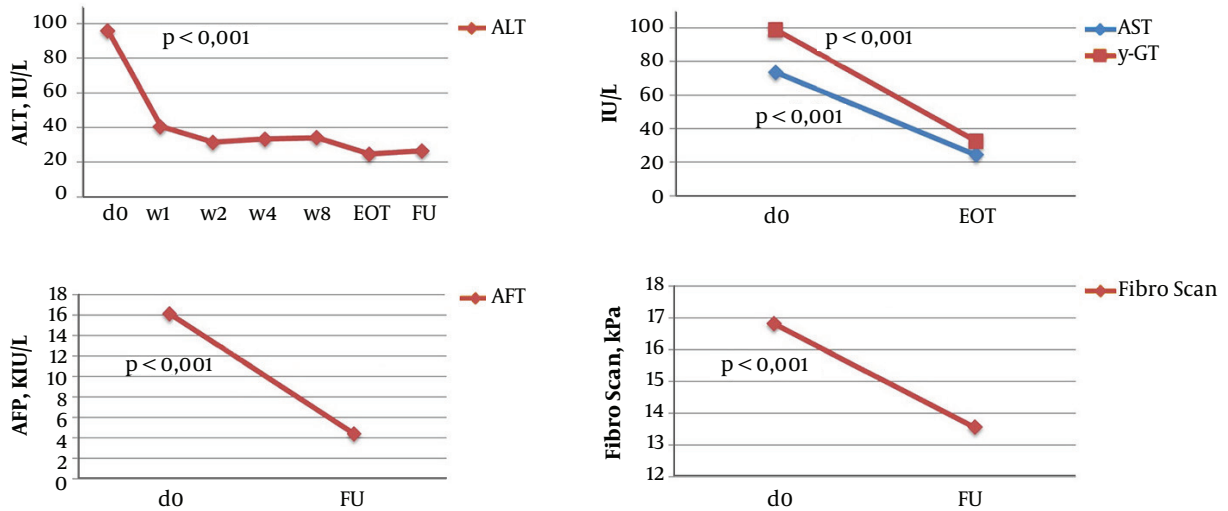 100
80
60
40
20
0
ALT, IU/L
p < 0,001
ALT
d0 w1 w2 w4 w8 EOT FU
100
80
60
40
20
0
IU/L
p < 0,001
p < 0,001
AST
y-GT
d0 EOT
18
16
14
12
10
8
6
4
2
0
AFP, KIU/L
p < 0,001
AFT
d0 FU
18
17
16
15
14
13
12
Fibro Scan, kPa
p < 0,001
Fibro Scan
d0 FU